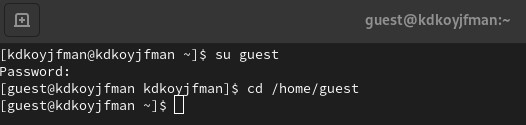 guest@kdkoyjfman:~
[kdkoyjfman@kdkoyjfman ~]$ su guest
Password:
[guest@kdkoyjfman kdkoyjfman]$ cd /home/guest
[guest@kdkoyjfman ~]$